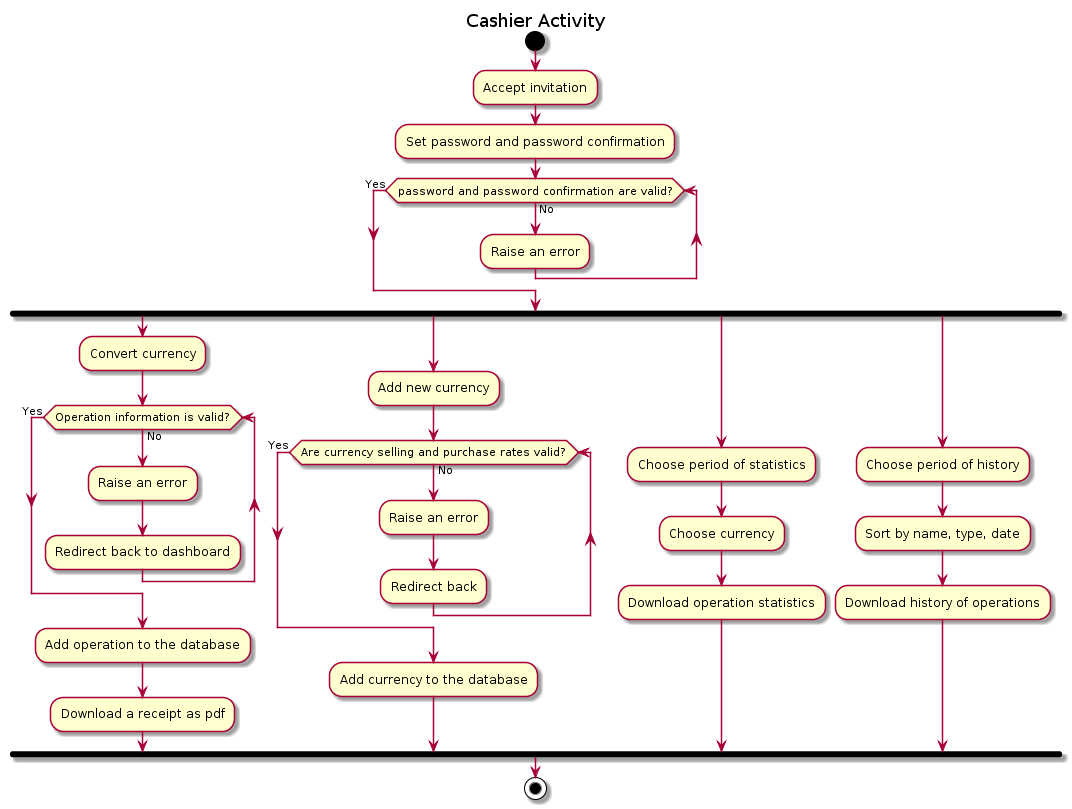 Cashier Activity
Accept invitation
Set password and password confirmation
Yes
password and password confirmation are valid?
No
Raise an error
Convert currency
Yes
Operation information is valid?
No
Raise an error
Redirect back to dashboard
Add operation to the database
Download a receipt as pdf
Add new currency
Yes
Are currency selling and purchase rates valid?
No
Raise an error
Redirect back
Add currency to the database
Choose period of statistics
Choose currency
Download operation statistics
Choose period of history
Sort by name, type, date
Download history of operations